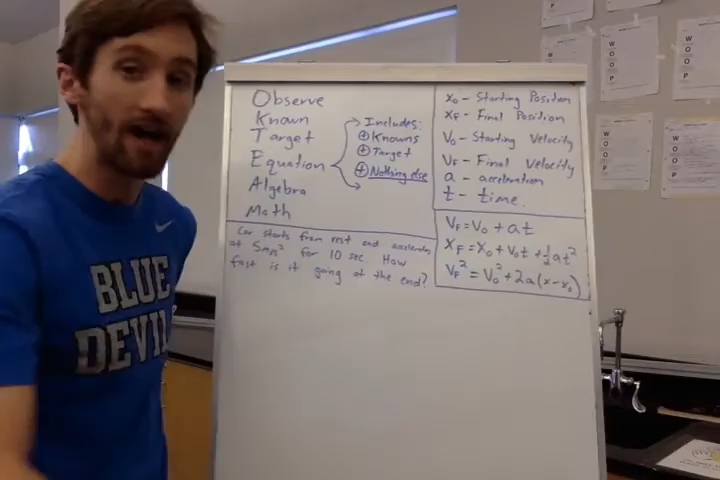 Observe
Known
Target
Equation
Algebra
Math
Includes:
⊕ Knowns
⊕ Target
⊕ Nothing else
x₀ - Starting Position
x_F - Final Position
V₀ - Starting Velocity
V_F - Final Velocity
a - acceleration
t - time.
V_F = V₀ + at
x_F = x₀ + V₀t + ½at²
V_F² = V₀² + 2a(x - x₀)
Car starts from rest and accelerates
at 5m/s² for 10 sec. How
fast is it going at the end?
BLUE
DEVIL
W
O
O
P
W
O
O
P
W
O
O
P
W
O
O
P